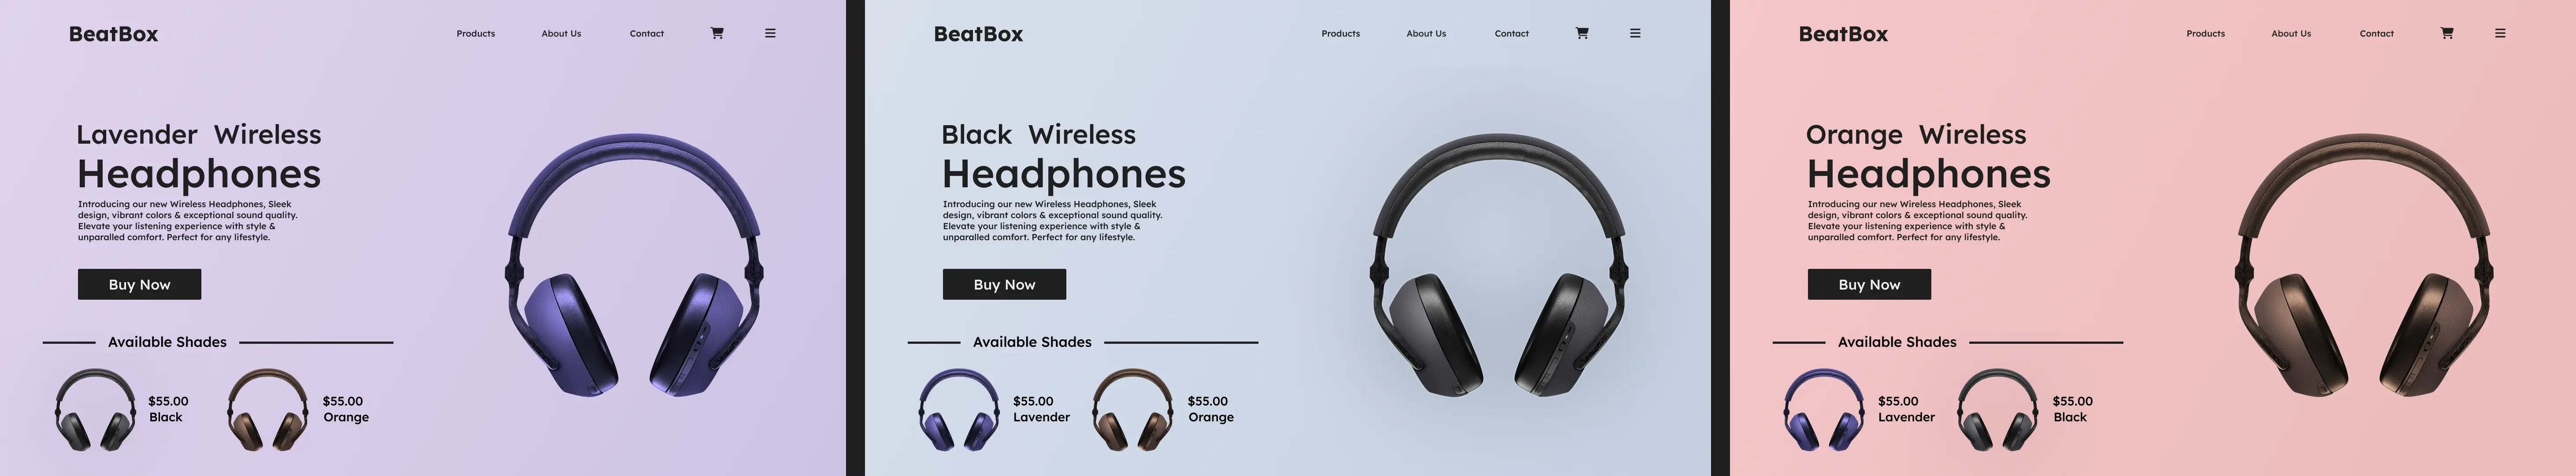 BeatBox
Products About Us Contact
Lavender Wireless
Headphones
Introducing our new Wireless Headphones, Sleek
design, vibrant colors & exceptional sound quality.
Elevate your listening experience with style &
unparalled comfort. Perfect for any lifestyle.
Buy Now
Available Shades
$55.00
Black
$55.00
Orange
BeatBox
Products About Us Contact
Black Wireless
Headphones
Introducing our new Wireless Headphones, Sleek
design, vibrant colors & exceptional sound quality.
Elevate your listening experience with style &
unparalled comfort. Perfect for any lifestyle.
Buy Now
Available Shades
$55.00
Lavender
$55.00
Orange
BeatBox
Products About Us Contact
Orange Wireless
Headphones
Introducing our new Wireless Headphones, Sleek
design, vibrant colors & exceptional sound quality.
Elevate your listening experience with style &
unparalled comfort. Perfect for any lifestyle.
Buy Now
Available Shades
$55.00
Lavender
$55.00
Black